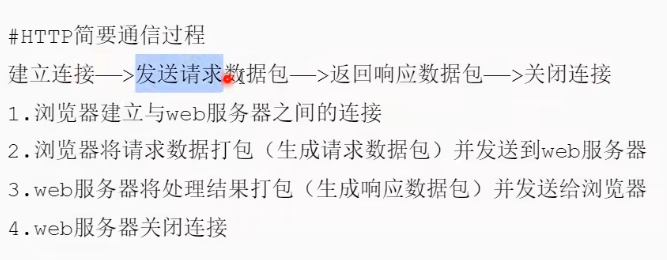 #HTTP简要通信过程
建立连接——>发送请求数据包——>返回响应数据包——>关闭连接
1.浏览器建立与web服务器之间的连接
2.浏览器将请求数据打包（生成请求数据包）并发送到web服务器
3.web服务器将处理结果打包（生成响应数据包）并发送给浏览器
4.web服务器关闭连接